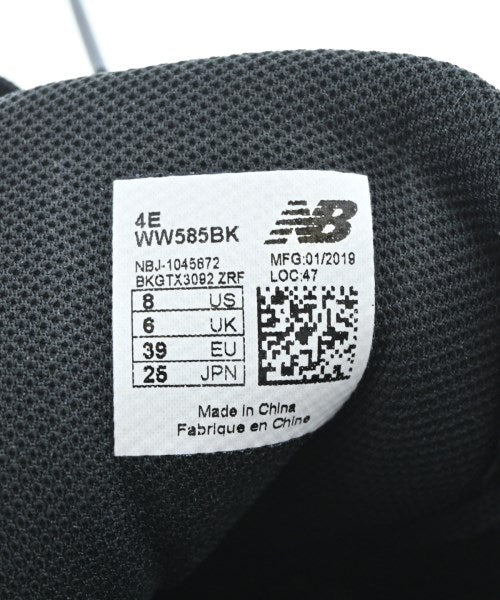 4E
WW585BK
NB
NBJ-1045672
BKGTX3092 ZRF
MFG:01/2019
LOC:47
8 US
6 UK
39 EU
25 JPN
Made in China
Fabrique en Chine